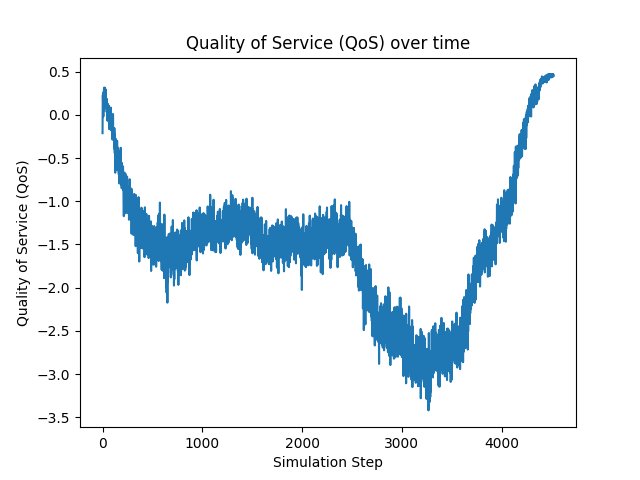 Quality of Service (QoS) over time
Quality of Service (QoS)
0.5
0.0
−0.5
−1.0
−1.5
−2.0
−2.5
−3.0
−3.5
0 1000 2000 3000 4000
Simulation Step